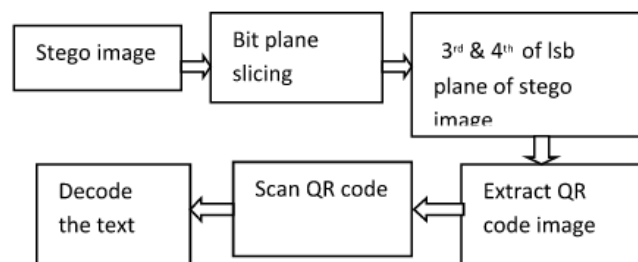 Stego image
Bit plane
slicing
3rd & 4th of lsb
plane of stego
image
Extract QR
code image
Scan QR code
Decode
the text